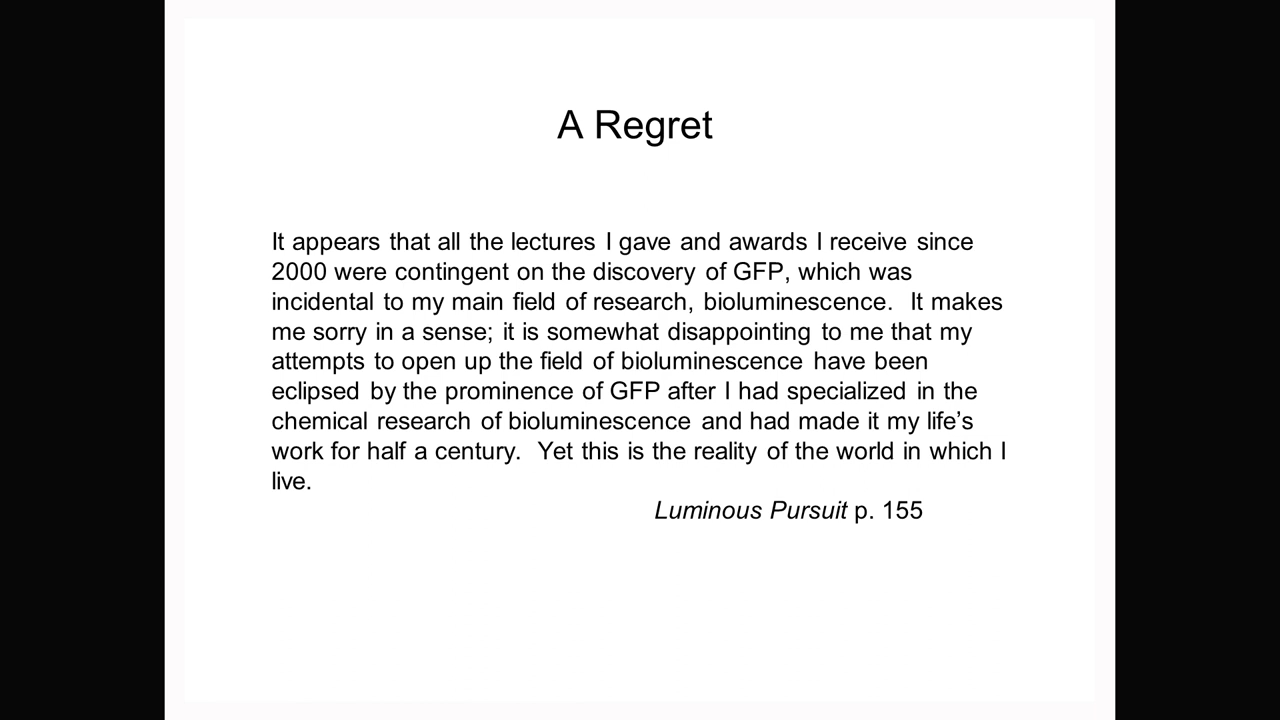 A Regret
It appears that all the lectures I gave and awards I receive since
2000 were contingent on the discovery of GFP, which was
incidental to my main field of research, bioluminescence.  It makes
me sorry in a sense; it is somewhat disappointing to me that my
attempts to open up the field of bioluminescence have been
eclipsed by the prominence of GFP after I had specialized in the
chemical research of bioluminescence and had made it my life’s
work for half a century.  Yet this is the reality of the world in which I
live.
Luminous Pursuit p. 155